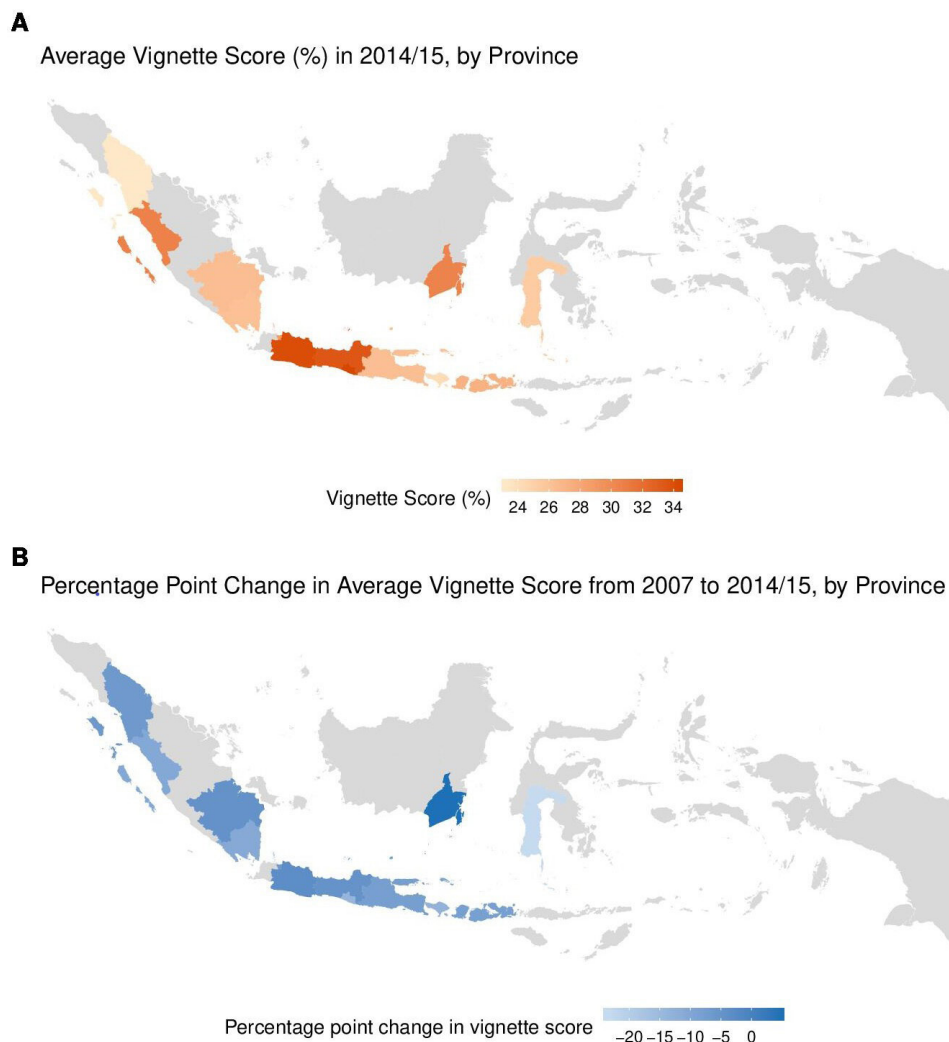 A
Average Vignette Score (%) in 2014/15, by Province
Vignette Score (%)
24 26 28 30 32 34
B
Percentage Point Change in Average Vignette Score from 2007 to 2014/15, by Province
Percentage point change in vignette score
−20 −15 −10 −5 0